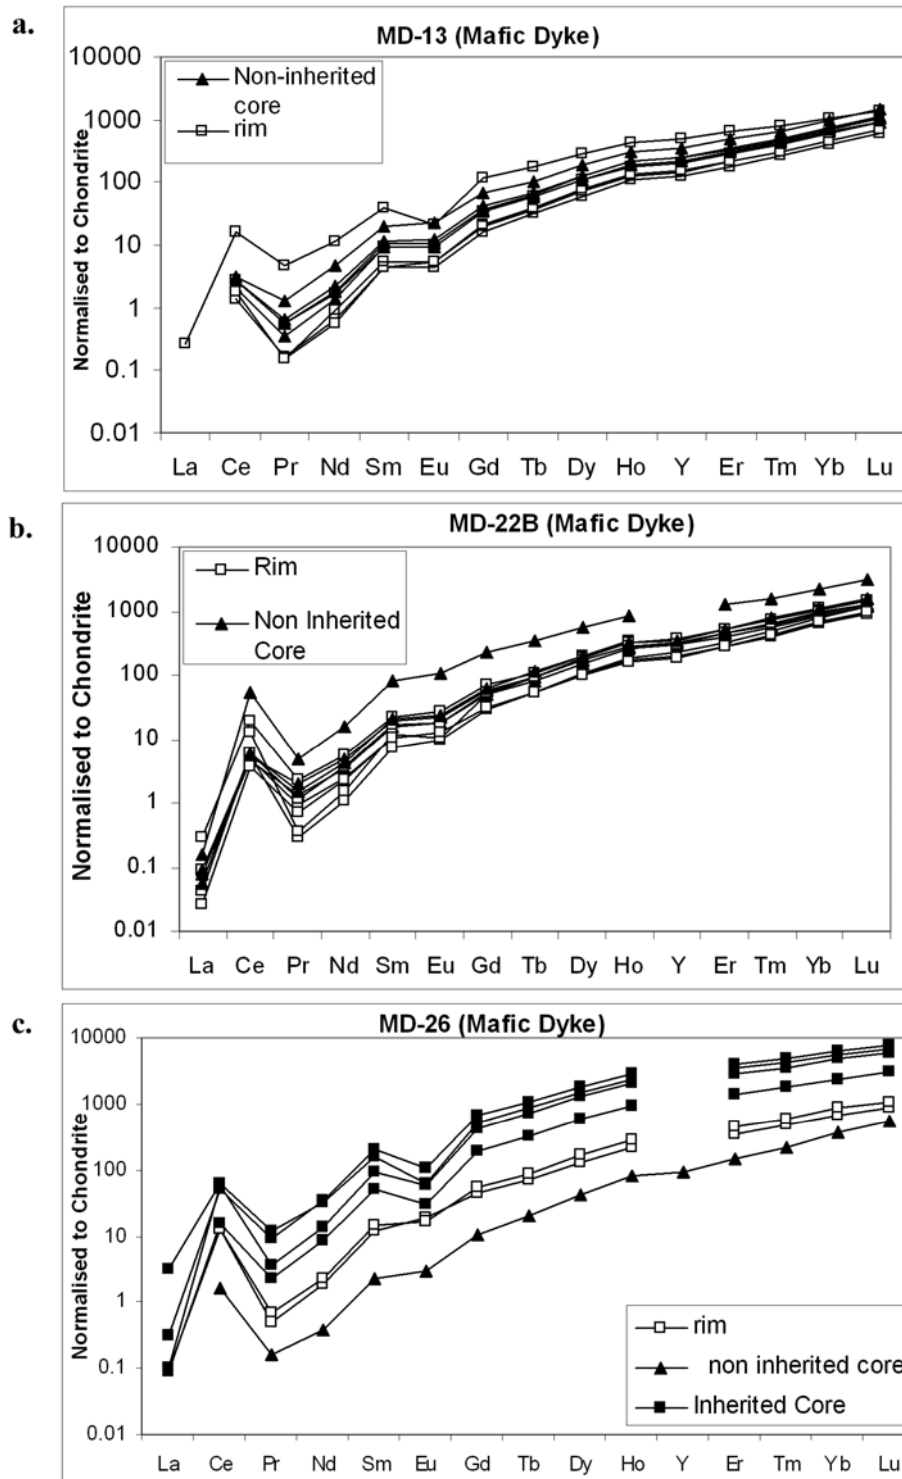 a.
MD-13 (Mafic Dyke)
Normalised to Chondrite
10000
1000
100
10
1
0.1
0.01
Non-inherited
core
rim
La Ce Pr Nd Sm Eu Gd Tb Dy Ho Y Er Tm Yb Lu
b.
MD-22B (Mafic Dyke)
Normalised to Chondrite
10000
1000
100
10
1
0.1
0.01
Rim
Non Inherited
Core
La Ce Pr Nd Sm Eu Gd Tb Dy Ho Y Er Tm Yb Lu
c.
MD-26 (Mafic Dyke)
Normalised to Chondrite
10000
1000
100
10
1
0.1
0.01
rim
non inherited core
Inherited Core
La Ce Pr Nd Sm Eu Gd Tb Dy Ho Y Er Tm Yb Lu